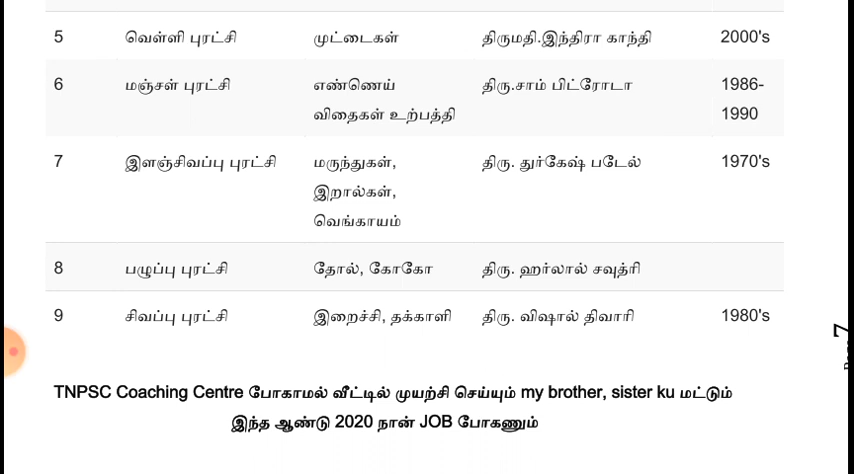 5 வெள்ளி புரட்சி முட்டைகள் திருமதி.இந்திரா காந்தி 2000's
6 மஞ்சள் புரட்சி எண்ணெய் திரு.சாம் பிட்ரோடா 1986-
விதைகள் உற்பத்தி 1990
7 இளஞ்சிவப்பு புரட்சி மருந்துகள், திரு. துர்கேஷ் படேல் 1970's
இறால்கள்,
வெங்காயம்
8 பழுப்பு புரட்சி தோல், கோகோ திரு. ஹர்லால் சவுத்ரி
9 சிவப்பு புரட்சி இறைச்சி, தக்காளி திரு. விஷால் திவாரி 1980's
7
TNPSC Coaching Centre போகாமல் வீட்டில் முயற்சி செய்யும் my brother, sister ku மட்டும்
இந்த ஆண்டு 2020 நான் JOB போகணும்